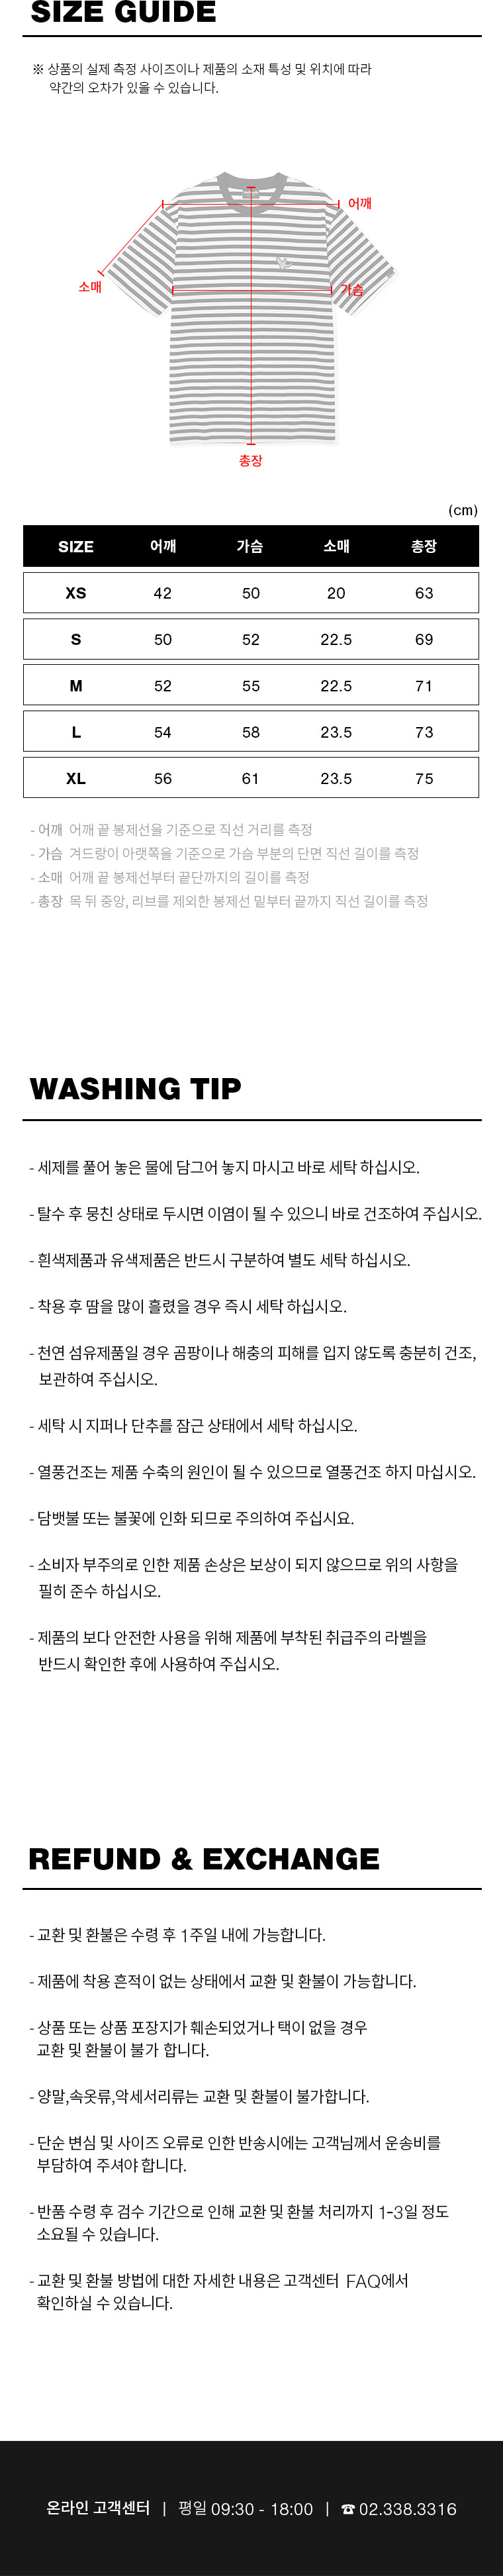 SIZE GUIDE
※ 상품의 실제 측정 사이즈이나 제품의 소재 특성 및 위치에 따라
약간의 오차가 있을 수 있습니다.
어깨
소매
가슴
총장
(cm)
SIZE 어깨 가슴 소매 총장
XS 42 50 20 63
S 50 52 22.5 69
M 52 55 22.5 71
L 54 58 23.5 73
XL 56 61 23.5 75
- 어깨 어깨 끝 봉제선을 기준으로 직선 거리를 측정
- 가슴 겨드랑이 아랫쪽을 기준으로 가슴 부분의 단면 직선 길이를 측정
- 소매 어깨 끝 봉제선부터 끝단까지의 길이를 측정
- 총장 목 뒤 중앙, 리브를 제외한 봉제선 밑부터 끝까지 직선 길이를 측정
WASHING TIP
- 세제를 풀어 놓은 물에 담그어 놓지 마시고 바로 세탁 하십시오.
- 탈수 후 뭉친 상태로 두시면 이염이 될 수 있으니 바로 건조하여 주십시오.
- 흰색제품과 유색제품은 반드시 구분하여 별도 세탁 하십시오.
- 착용 후 땀을 많이 흘렸을 경우 즉시 세탁 하십시오.
- 천연 섬유제품일 경우 곰팡이나 해충의 피해를 입지 않도록 충분히 건조,
보관하여 주십시오.
- 세탁 시 지퍼나 단추를 잠근 상태에서 세탁 하십시오.
- 열풍건조는 제품 수축의 원인이 될 수 있으므로 열풍건조 하지 마십시오.
- 담뱃불 또는 불꽃에 인화 되므로 주의하여 주십시요.
- 소비자 부주의로 인한 제품 손상은 보상이 되지 않으므로 위의 사항을
필히 준수 하십시오.
- 제품의 보다 안전한 사용을 위해 제품에 부착된 취급주의 라벨을
반드시 확인한 후에 사용하여 주십시오.
REFUND & EXCHANGE
- 교환 및 환불은 수령 후 1주일 내에 가능합니다.
- 제품에 착용 흔적이 없는 상태에서 교환 및 환불이 가능합니다.
- 상품 또는 상품 포장지가 훼손되었거나 택이 없을 경우
교환 및 환불이 불가 합니다.
- 양말,속옷류,악세서리류는 교환 및 환불이 불가합니다.
- 단순 변심 및 사이즈 오류로 인한 반송시에는 고객님께서 운송비를
부담하여 주셔야 합니다.
- 반품 수령 후 검수 기간으로 인해 교환 및 환불 처리까지 1-3일 정도
소요될 수 있습니다.
- 교환 및 환불 방법에 대한 자세한 내용은 고객센터 FAQ에서
확인하실 수 있습니다.
온라인 고객센터 | 평일 09:30 - 18:00 | ☎ 02.338.3316